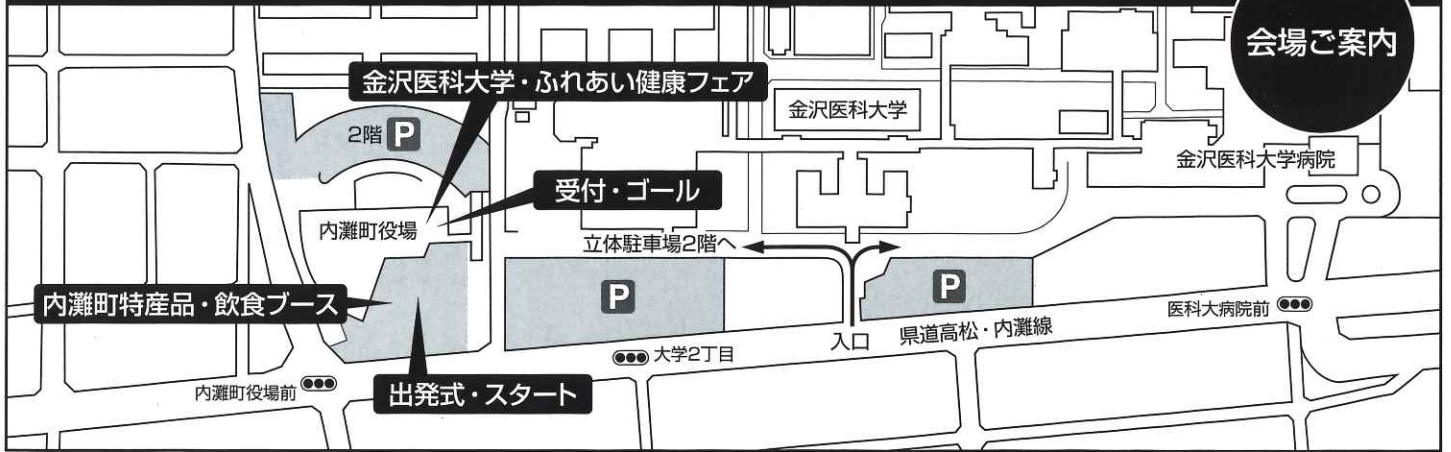 会場ご案内
金沢医科大学・ふれあい健康フェア
金沢医科大学
2階 P
金沢医科大学病院
受付・ゴール
内灘町役場
立体駐車場2階へ
P
P
内灘町特産品・飲食ブース
医科大病院前
入口
県道高松・内灘線
大学2丁目
内灘町役場前
出発式・スタート